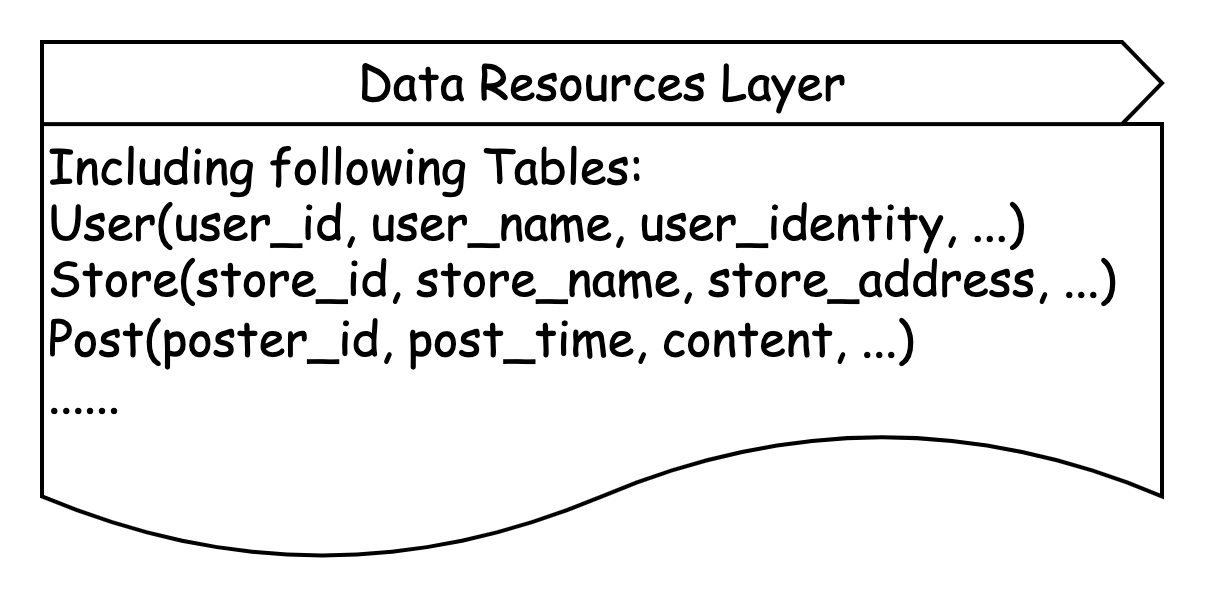 Data Resources Layer
Including following Tables:
User(user_id, user_name, user_identity, ...)
Store(store_id, store_name, store_address, ...)
Post(poster_id, post_time, content, ...)
......